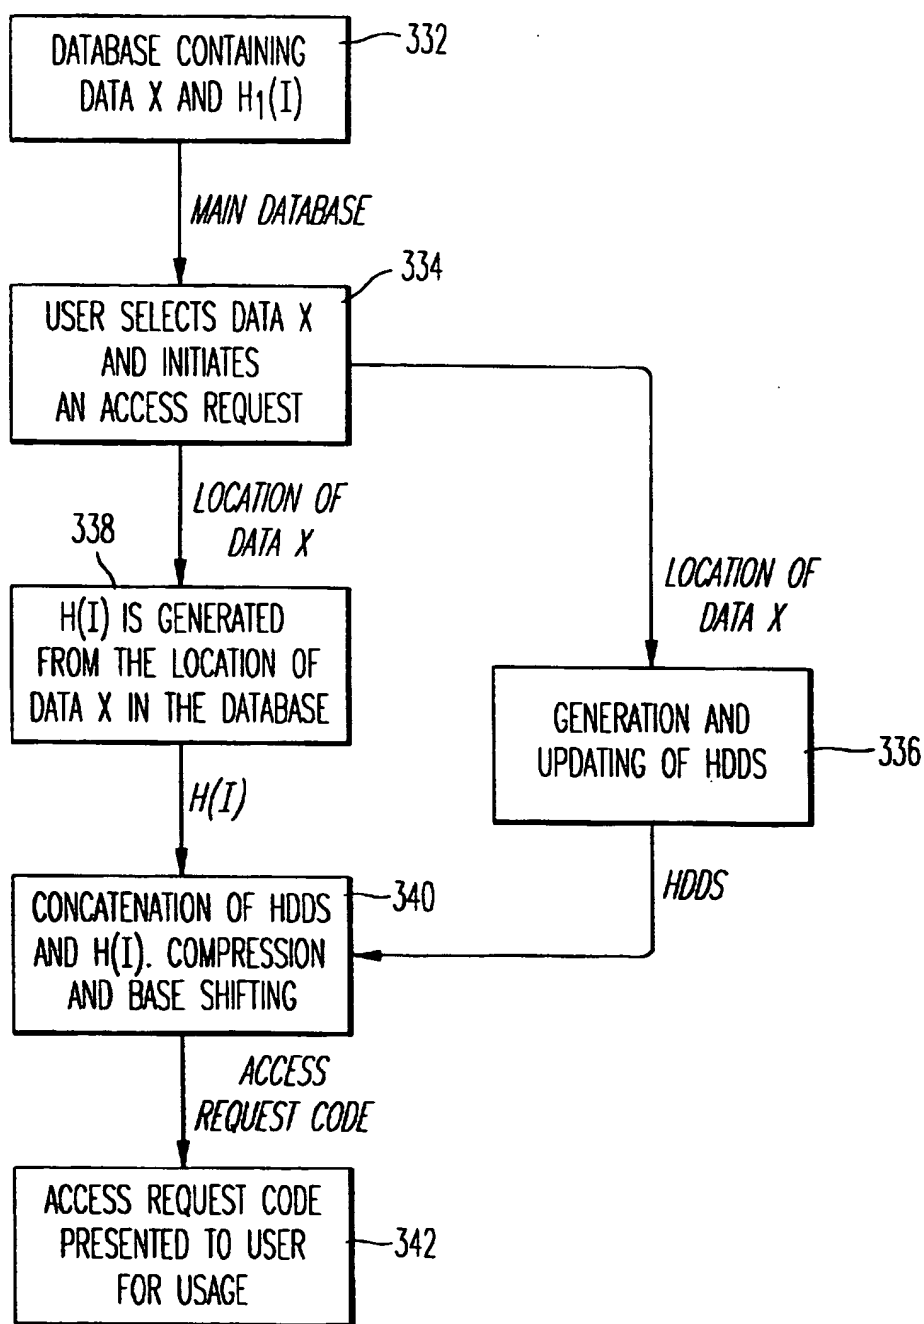 DATABASE CONTAINING
DATA X AND H1(I)
332
MAIN DATABASE
334
USER SELECTS DATA X
AND INITIATES
AN ACCESS REQUEST
LOCATION OF
DATA X
338
H(I) IS GENERATED
FROM THE LOCATION OF
DATA X IN THE DATABASE
LOCATION OF
DATA X
GENERATION AND
UPDATING OF HDDS
336
H(I)
HDDS
CONCATENATION OF HDDS
AND H(I). COMPRESSION
AND BASE SHIFTING
340
ACCESS
REQUEST CODE
ACCESS REQUEST CODE
PRESENTED TO USER
FOR USAGE
342